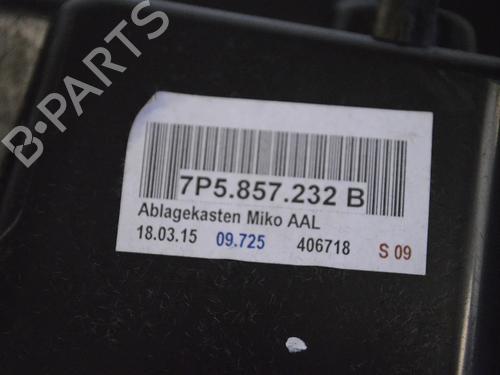 B-PARTS
7P5.857.232 B
Ablagekasten Miko AAL
18.03.15 09.725 406718 S 09